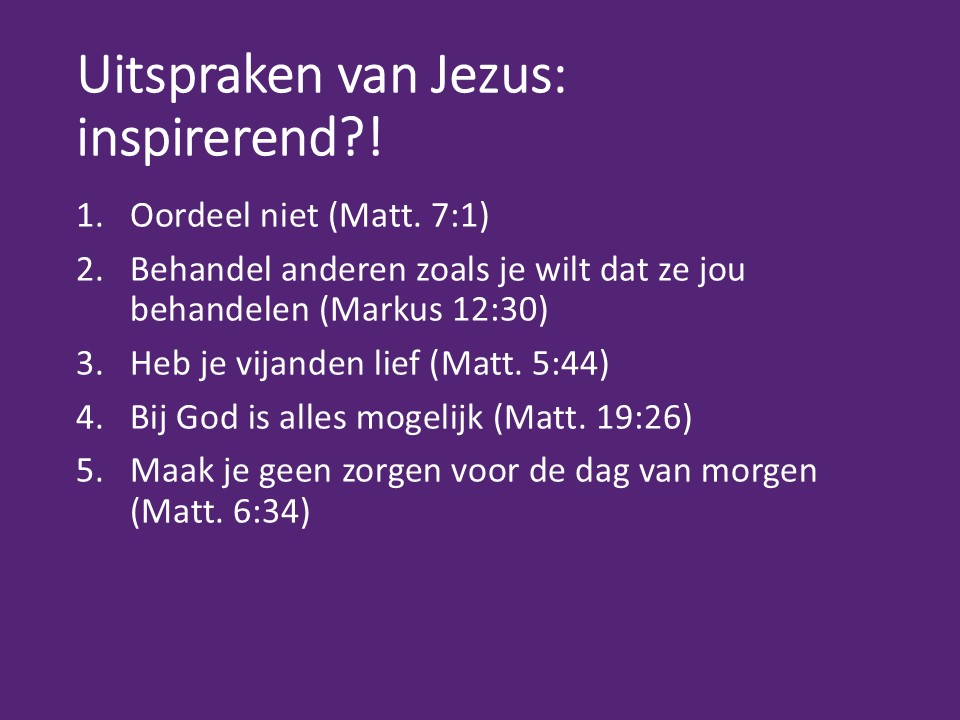 Uitspraken van Jezus:
inspirerend?!
1. Oordeel niet (Matt. 7:1)
2. Behandel anderen zoals je wilt dat ze jou
behandelen (Markus 12:30)
3. Heb je vijanden lief (Matt. 5:44)
4. Bij God is alles mogelijk (Matt. 19:26)
5. Maak je geen zorgen voor de dag van morgen
(Matt. 6:34)